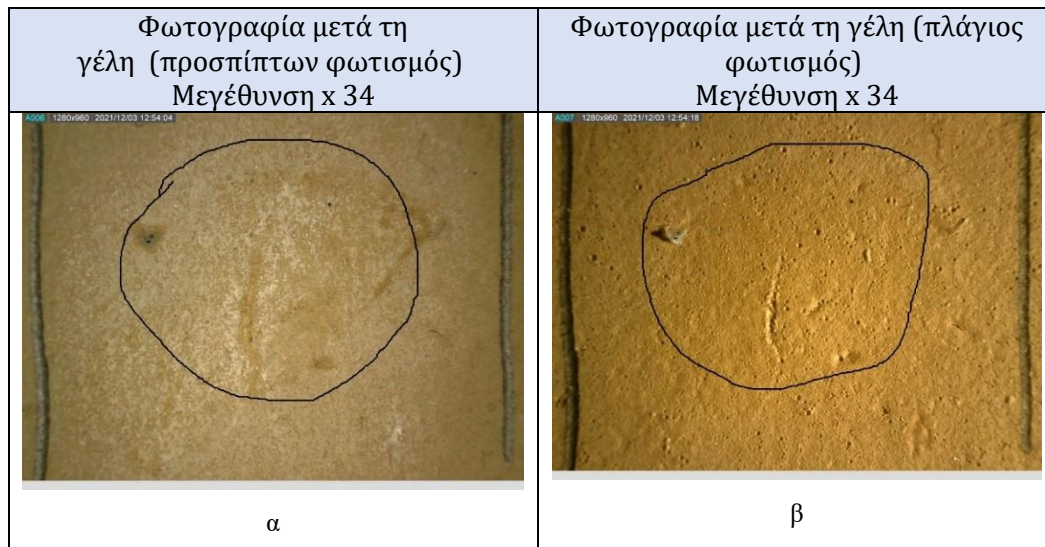 Φωτογραφία μετά τη
γέλη (προσπίπτων φωτισμός)
Μεγέθυνση x 34
Φωτογραφία μετά τη γέλη (πλάγιος
φωτισμός)
Μεγέθυνση x 34
A006 1280x960 2021/12/03 12:54:04
A007 1280x960 2021/12/03 12:54:18
α
β